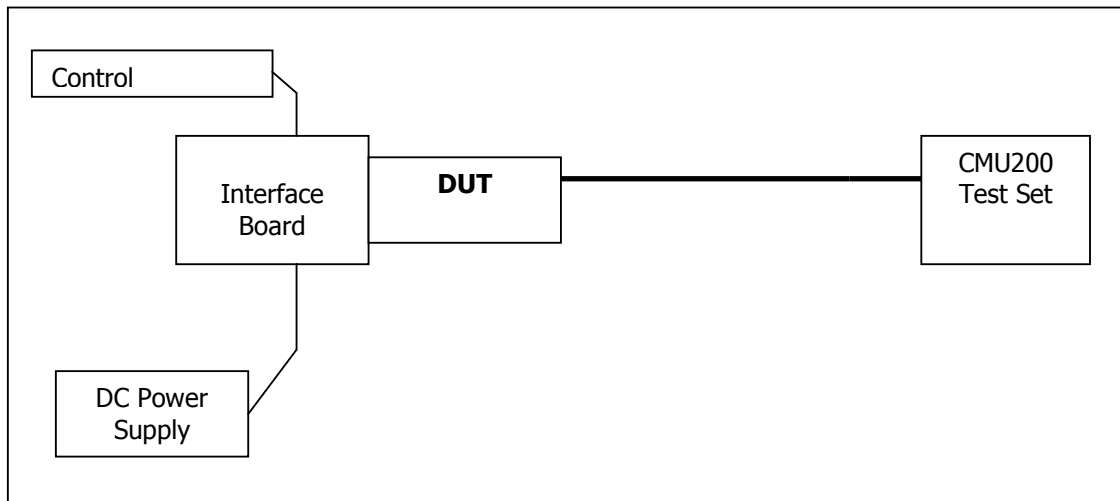 Control
Interface
Board
DUT
CMU200
Test Set
DC Power
Supply